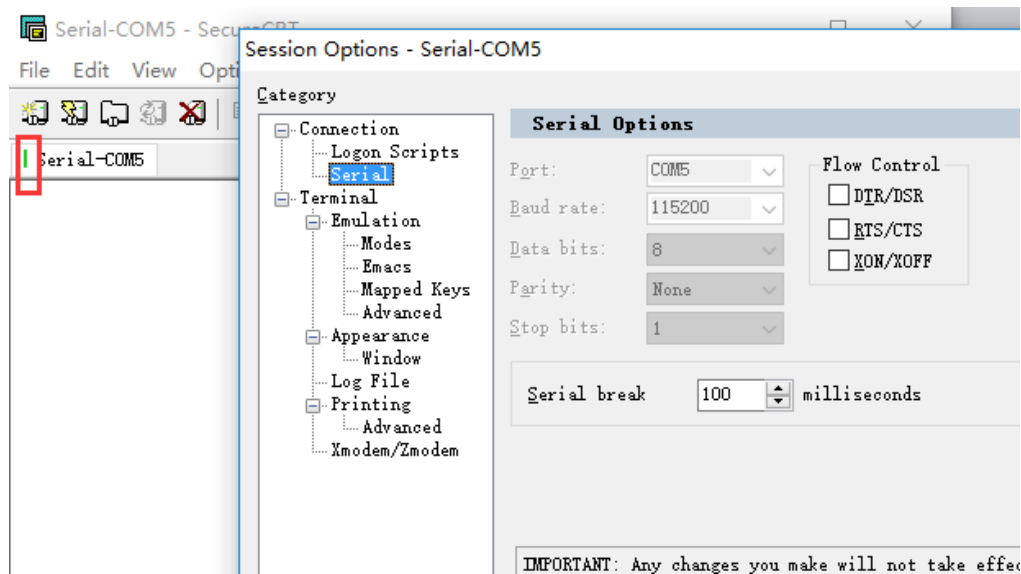 Serial-COM5 - SecureCRT
File Edit View Opti
Serial-COM5
Session Options - Serial-COM5
Category
Connection
Logon Scripts
Serial
Terminal
Emulation
Modes
Emacs
Mapped Keys
Advanced
Appearance
Window
Log File
Printing
Advanced
Xmodem/Zmodem
Serial Options
Port: COM5
Baud rate: 115200
Data bits: 8
Parity: None
Stop bits: 1
Flow Control
DTR/DSR
RTS/CTS
XON/XOFF
Serial break 100 milliseconds
IMPORTANT: Any changes you make will not take effec